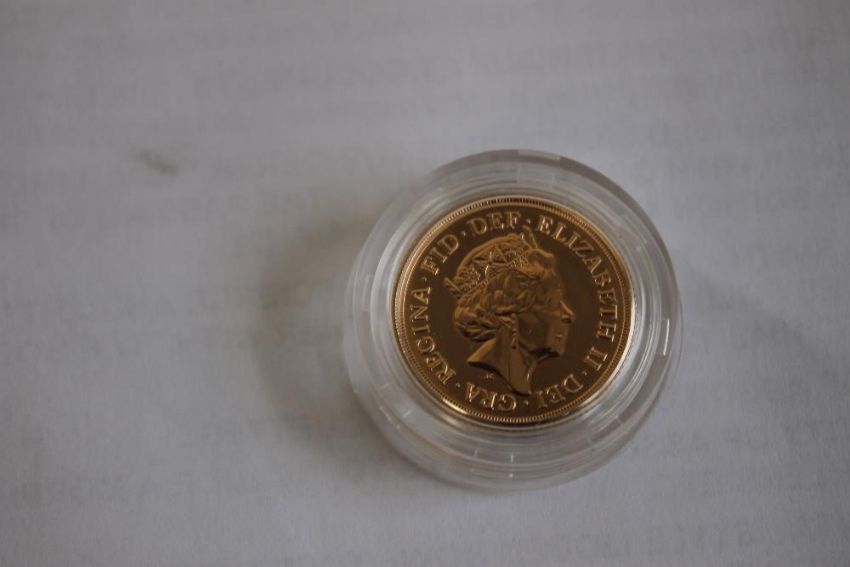 ELIZABETH II · DEI · GRA · REGINA · FID · DEF ·